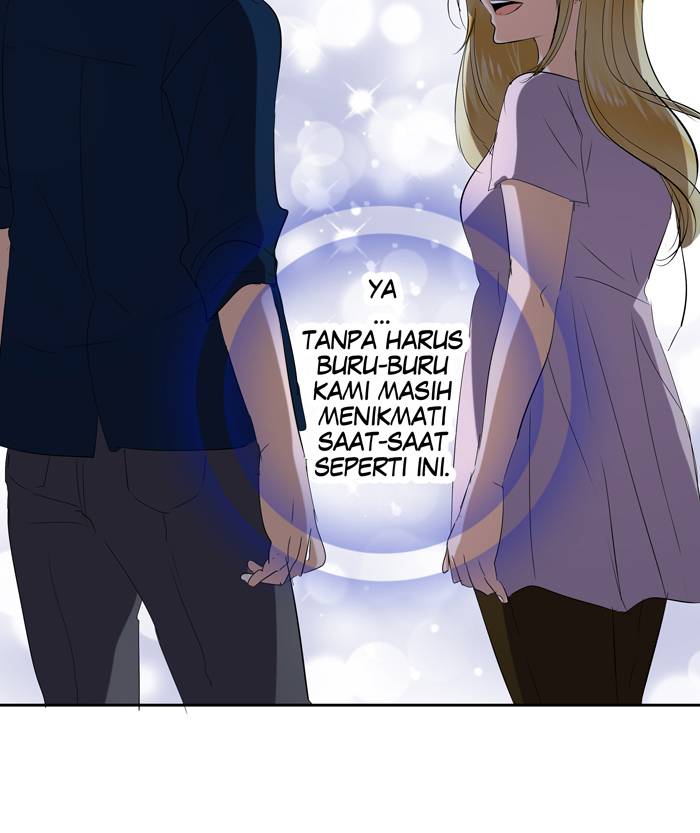 YA
...
TANPA HARUS
BURU-BURU
KAMI MASIH
MENIKMATI
SAAT-SAAT
SEPERTI INI.